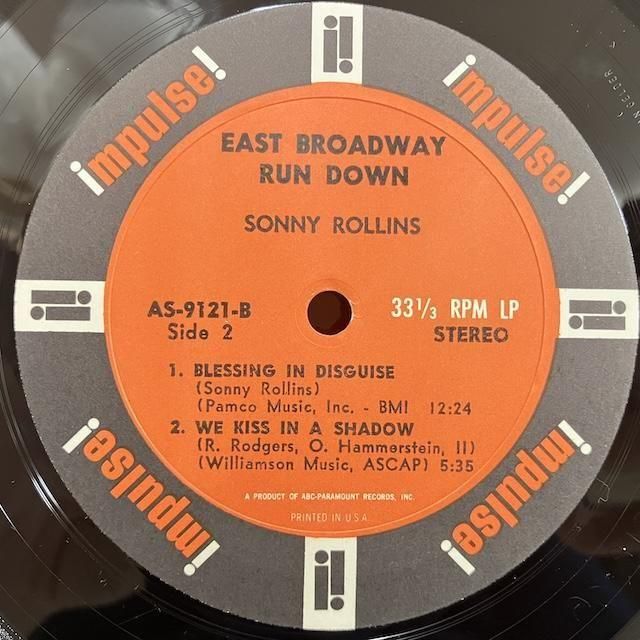 impulse!
impulse!
EAST BROADWAY
RUN DOWN
SONNY ROLLINS
AS-9121-B
Side 2
33 1/3 RPM LP
STEREO
1. BLESSING IN DISGUISE
(Sonny Rollins)
(Pamco Music, Inc. - BMI 12:24
2. WE KISS IN A SHADOW
(R. Rodgers, O. Hammerstein, II)
(Williamson Music, ASCAP) 5:35
A PRODUCT OF ABC-PARAMOUNT RECORDS, INC.
PRINTED IN U.S.A.
impulse!
impulse!